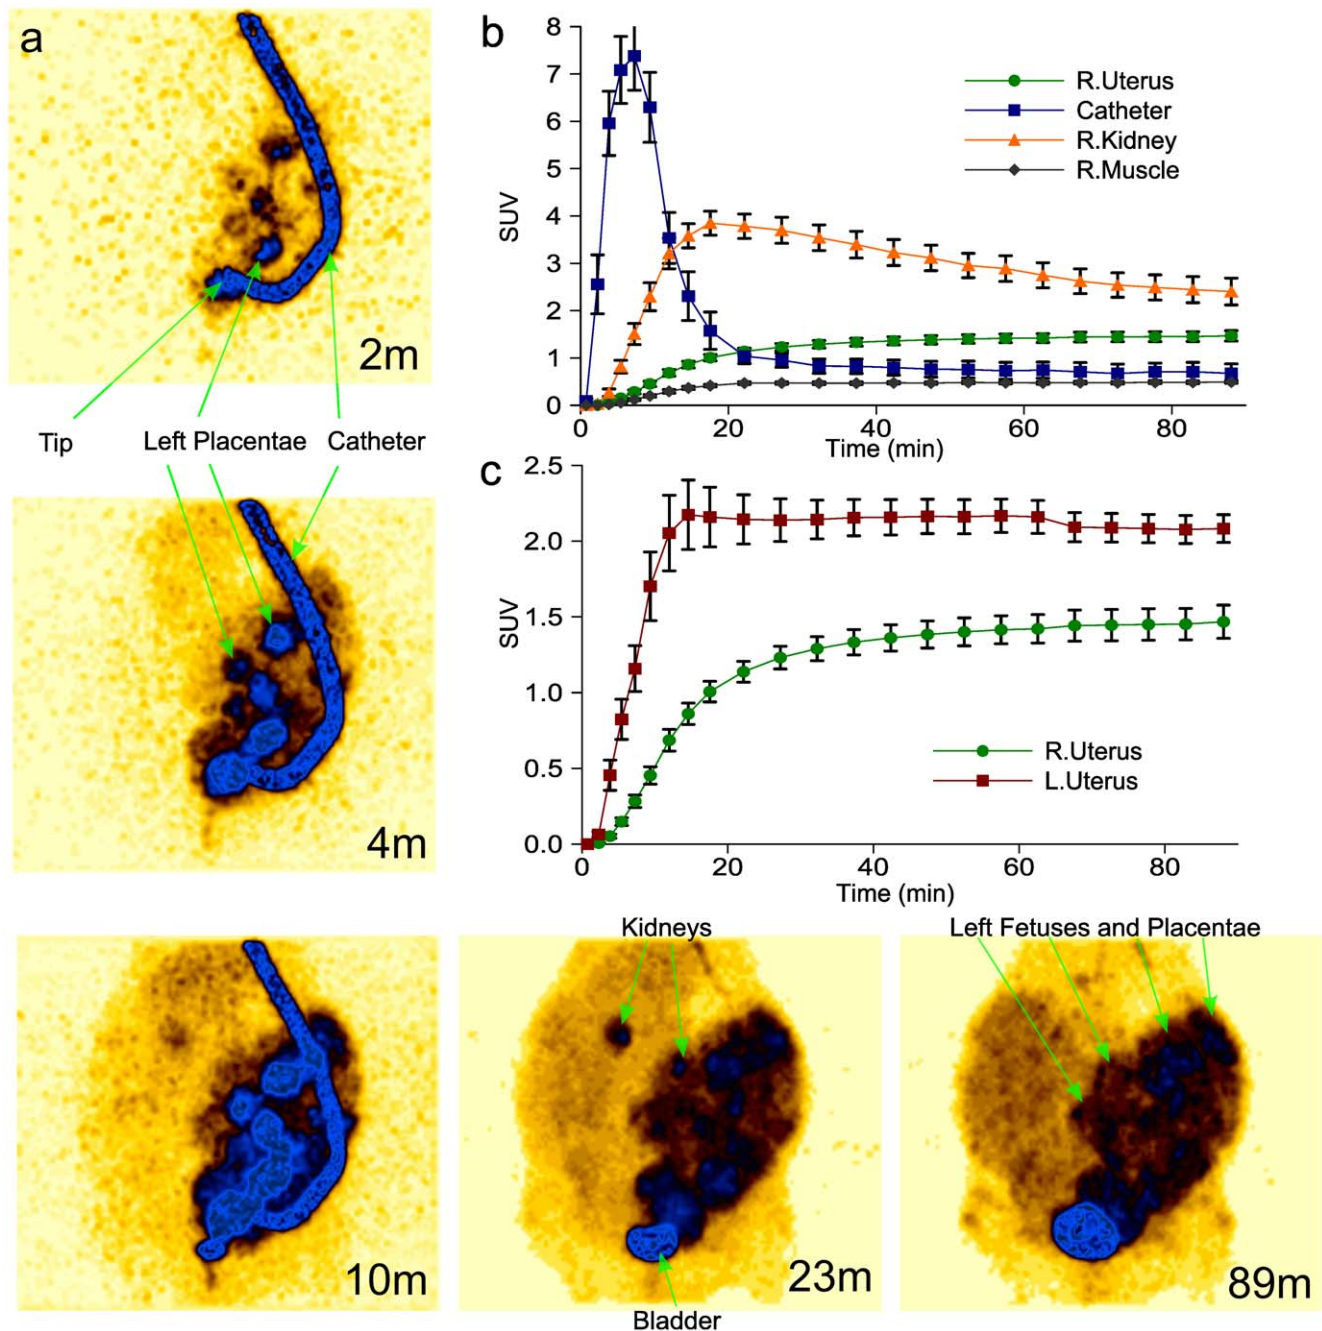 a
2m
Tip
Left Placentae
Catheter
4m
b
8
7
6
5
4
3
2
1
0
SUV
R.Uterus
Catheter
R.Kidney
R.Muscle
0 20 40 60 80
Time (min)
c
2.5
2.0
1.5
1.0
0.5
0.0
SUV
R.Uterus
L.Uterus
0 20 40 60 80
Time (min)
10m
Kidneys
23m
Bladder
Left Fetuses and Placentae
89m